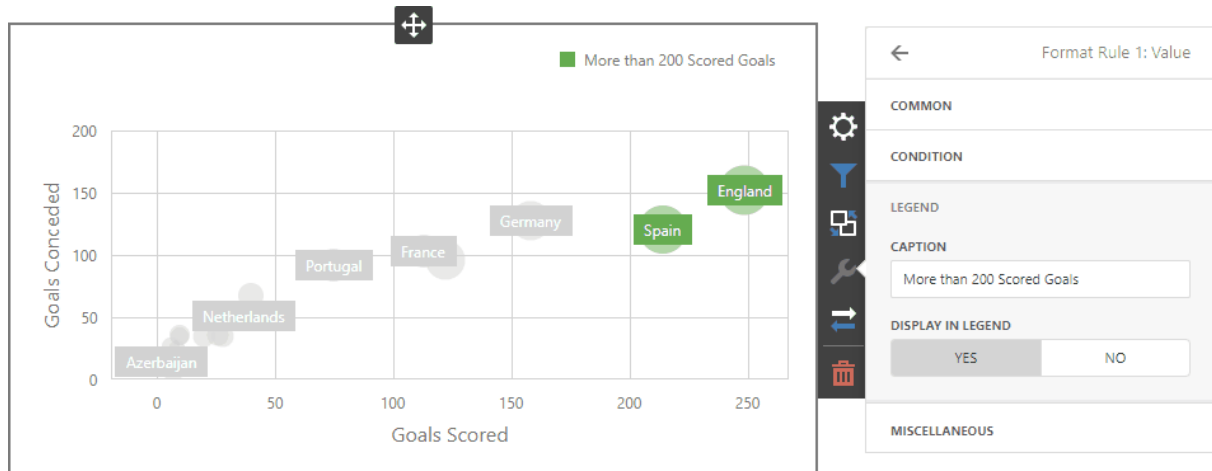 More than 200 Scored Goals
200
150
100
50
0
Goals Conceded
England
Spain
Germany
France
Portugal
Netherlands
Azerbaijan
0 50 100 150 200 250
Goals Scored
Format Rule 1: Value
COMMON
CONDITION
LEGEND
CAPTION
More than 200 Scored Goals
DISPLAY IN LEGEND
YES NO
MISCELLANEOUS